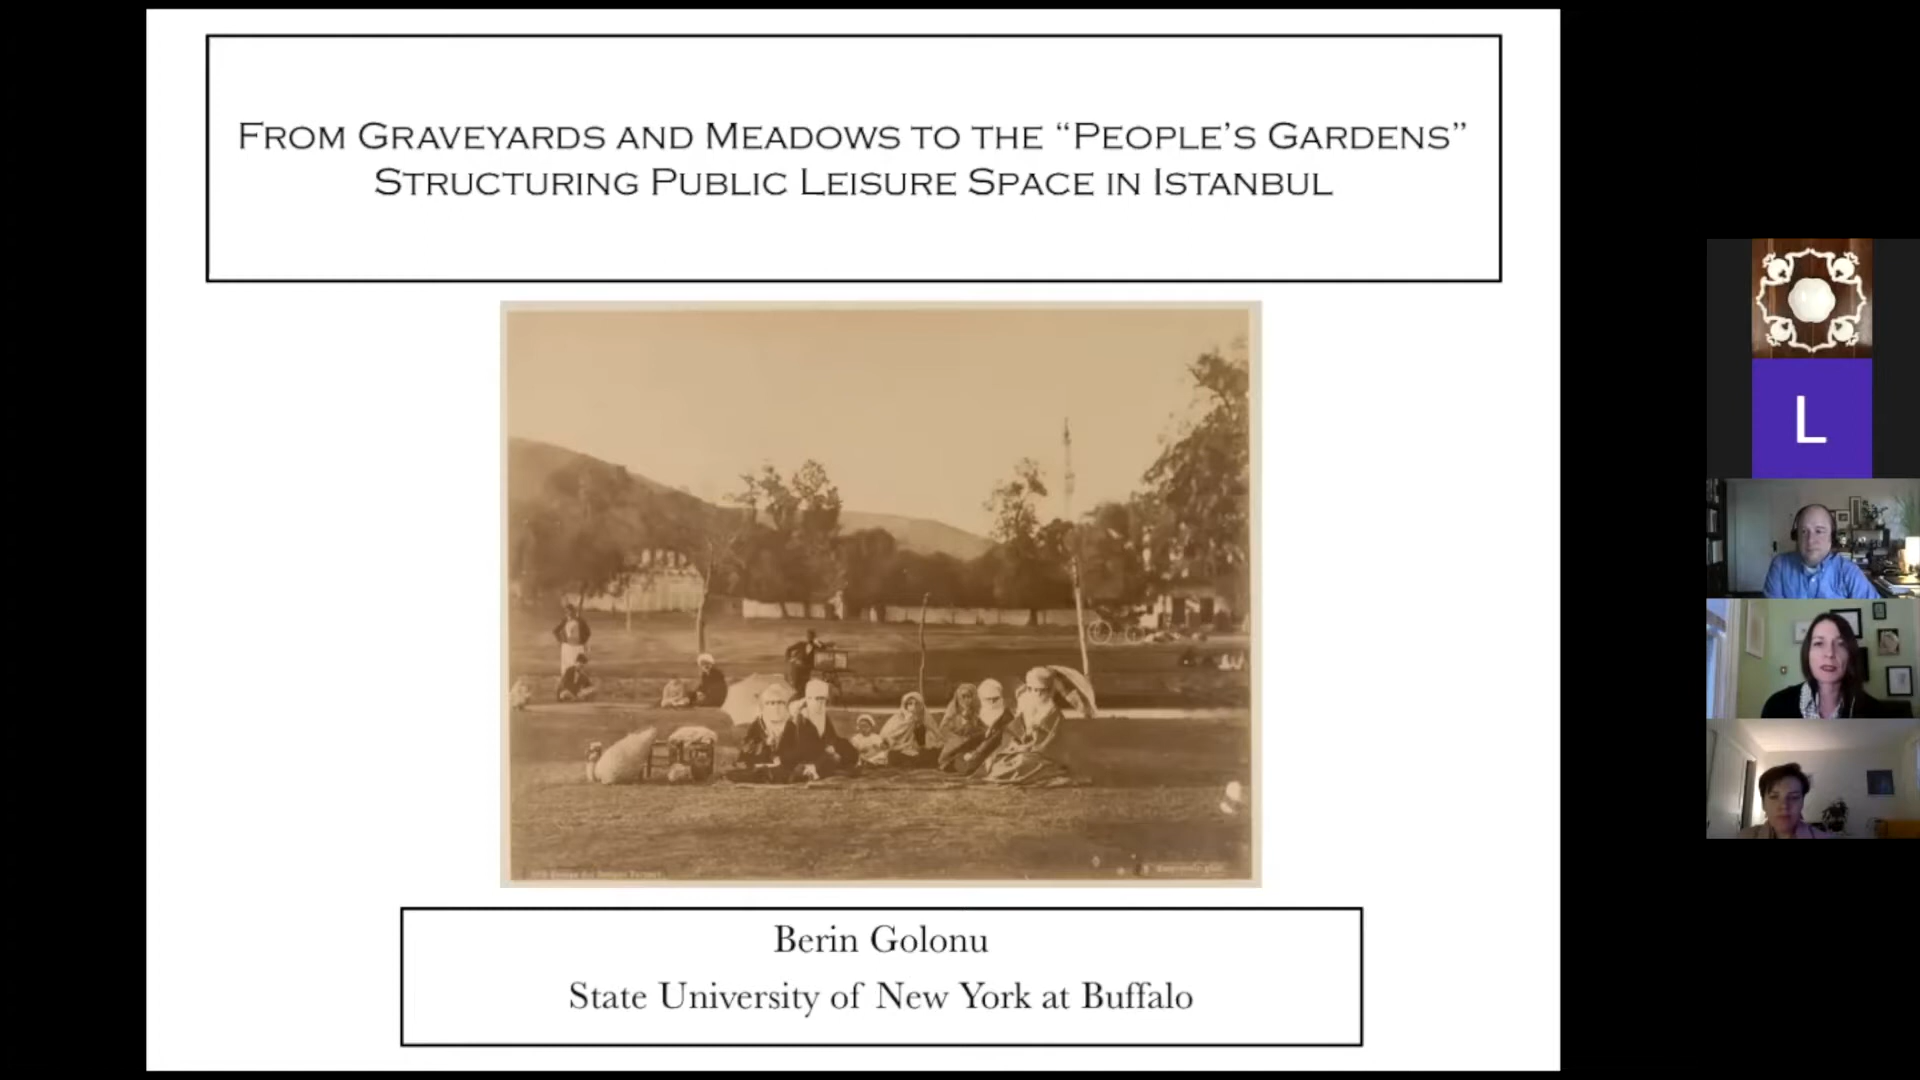 FROM GRAVEYARDS AND MEADOWS TO THE “PEOPLE’S GARDENS”
STRUCTURING PUBLIC LEISURE SPACE IN ISTANBUL
L
Berin Golonu
State University of New York at Buffalo